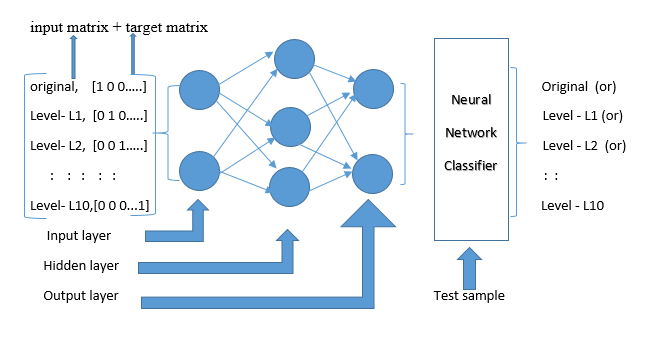 input matrix + target matrix
original, [1 0 0.....]
Level- L1, [0 1 0.....]
Level- L2, [0 0 1.....]
: : : : :
Level- L10,[0 0 0...1]
Input layer
Hidden layer
Output layer
Neural
Network
Classifier
Test sample
Original (or)
Level - L1 (or)
Level - L2 (or)
: :
Level - L10